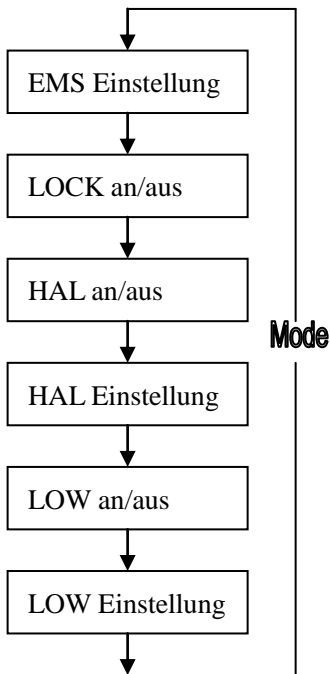 EMS Einstellung
LOCK an/aus
HAL an/aus
Mode
HAL Einstellung
LOW an/aus
LOW Einstellung